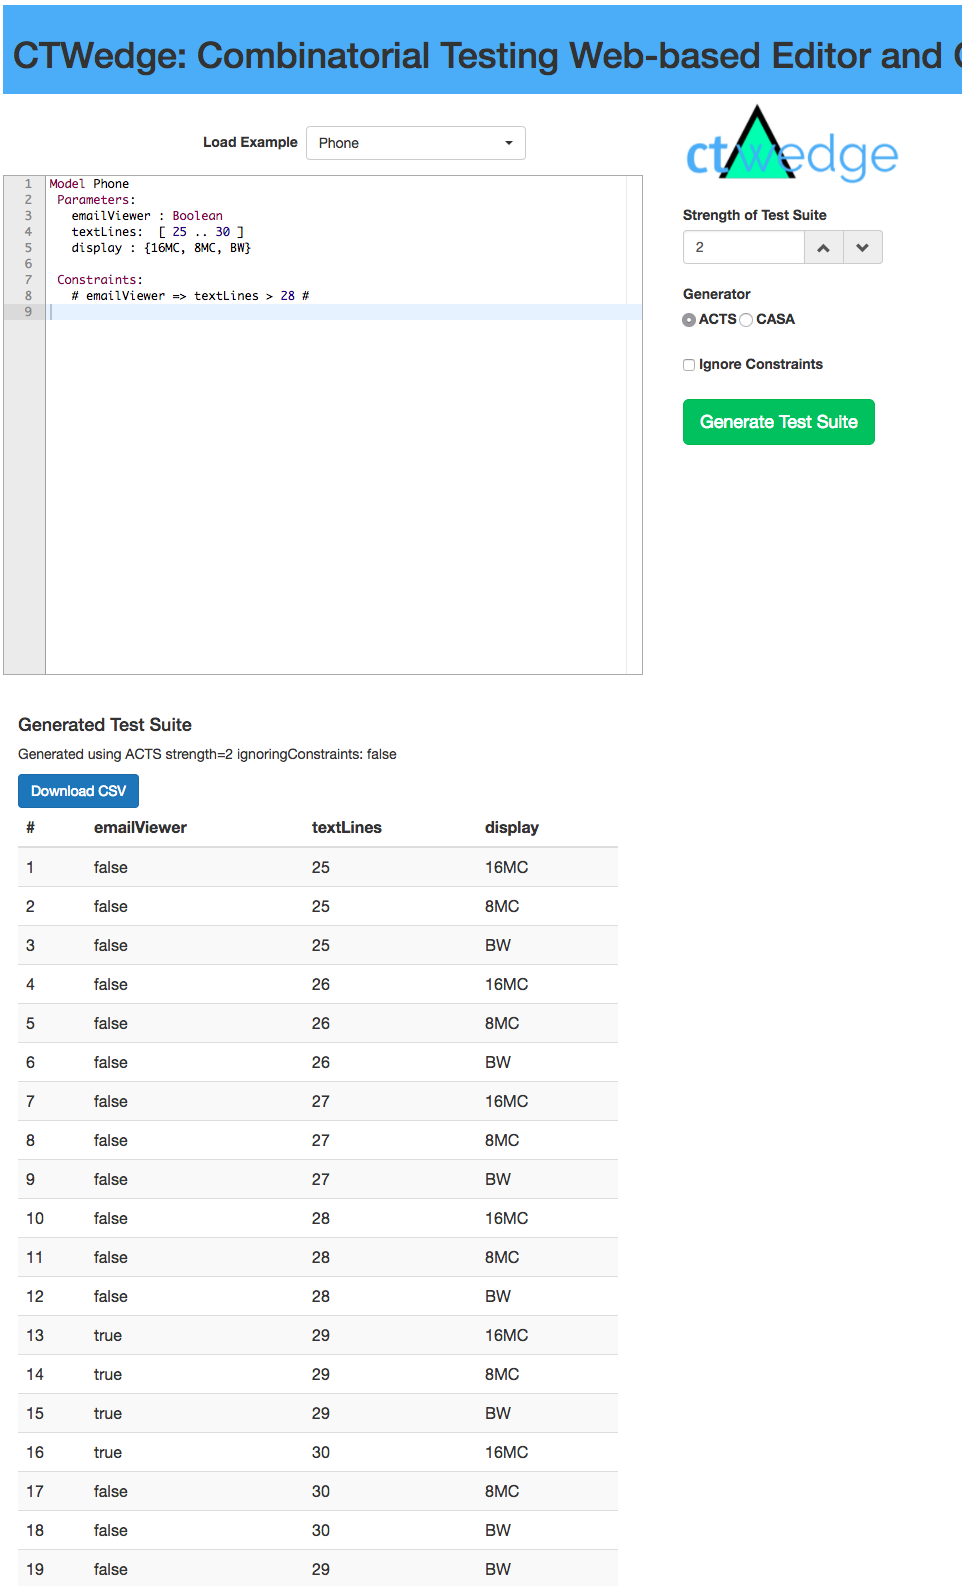 CTWedge: Combinatorial Testing Web-based Editor and
Load Example Phone
ctwedge
1 Model Phone
2 Parameters:
3 emailViewer : Boolean
4 textLines: [ 25 .. 30 ]
5 display : {16MC, 8MC, BW}
6
7 Constraints:
8 # emailViewer => textLines > 28 #
9
Strength of Test Suite
2
Generator
ACTS CASA
Ignore Constraints
Generate Test Suite
Generated Test Suite
Generated using ACTS strength=2 ignoringConstraints: false
Download CSV
# emailViewer textLines display
1 false 25 16MC
2 false 25 8MC
3 false 25 BW
4 false 26 16MC
5 false 26 8MC
6 false 26 BW
7 false 27 16MC
8 false 27 8MC
9 false 27 BW
10 false 28 16MC
11 false 28 8MC
12 false 28 BW
13 true 29 16MC
14 true 29 8MC
15 true 29 BW
16 true 30 16MC
17 false 30 8MC
18 false 30 BW
19 false 29 BW